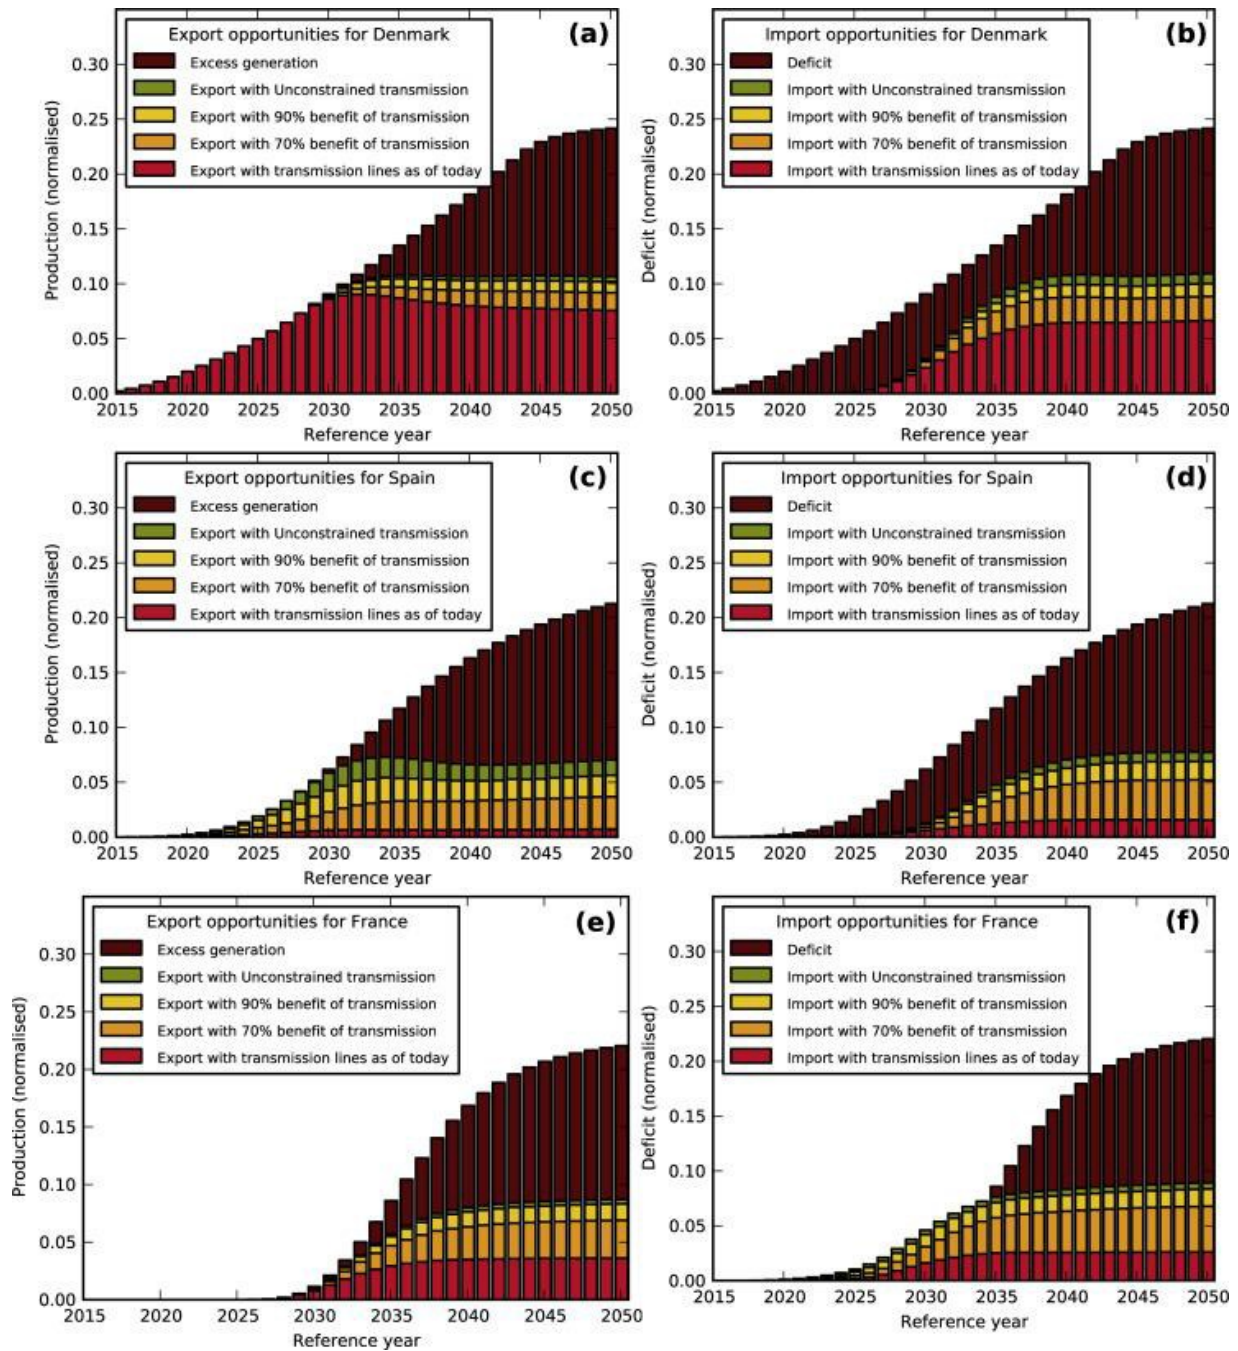 Export opportunities for Denmark
(a)
Excess generation
Export with Unconstrained transmission
Export with 90% benefit of transmission
Export with 70% benefit of transmission
Export with transmission lines as of today
Production (normalised)
0.30
0.25
0.20
0.15
0.10
0.05
0.00
2015 2020 2025 2030 2035 2040 2045 2050
Reference year
Import opportunities for Denmark
(b)
Deficit
Import with Unconstrained transmission
Import with 90% benefit of transmission
Import with 70% benefit of transmission
Import with transmission lines as of today
Deficit (normalised)
0.30
0.25
0.20
0.15
0.10
0.05
0.00
2015 2020 2025 2030 2035 2040 2045 2050
Reference year
Export opportunities for Spain
(c)
Excess generation
Export with Unconstrained transmission
Export with 90% benefit of transmission
Export with 70% benefit of transmission
Export with transmission lines as of today
Production (normalised)
0.30
0.25
0.20
0.15
0.10
0.05
0.00
2015 2020 2025 2030 2035 2040 2045 2050
Reference year
Import opportunities for Spain
(d)
Deficit
Import with Unconstrained transmission
Import with 90% benefit of transmission
Import with 70% benefit of transmission
Import with transmission lines as of today
Deficit (normalised)
0.30
0.25
0.20
0.15
0.10
0.05
0.00
2015 2020 2025 2030 2035 2040 2045 2050
Reference year
Export opportunities for France
(e)
Excess generation
Export with Unconstrained transmission
Export with 90% benefit of transmission
Export with 70% benefit of transmission
Export with transmission lines as of today
Production (normalised)
0.30
0.25
0.20
0.15
0.10
0.05
0.00
2015 2020 2025 2030 2035 2040 2045 2050
Reference year
Import opportunities for France
(f)
Deficit
Import with Unconstrained transmission
Import with 90% benefit of transmission
Import with 70% benefit of transmission
Import with transmission lines as of today
Deficit (normalised)
0.30
0.25
0.20
0.15
0.10
0.05
0.00
2015 2020 2025 2030 2035 2040 2045 2050
Reference year